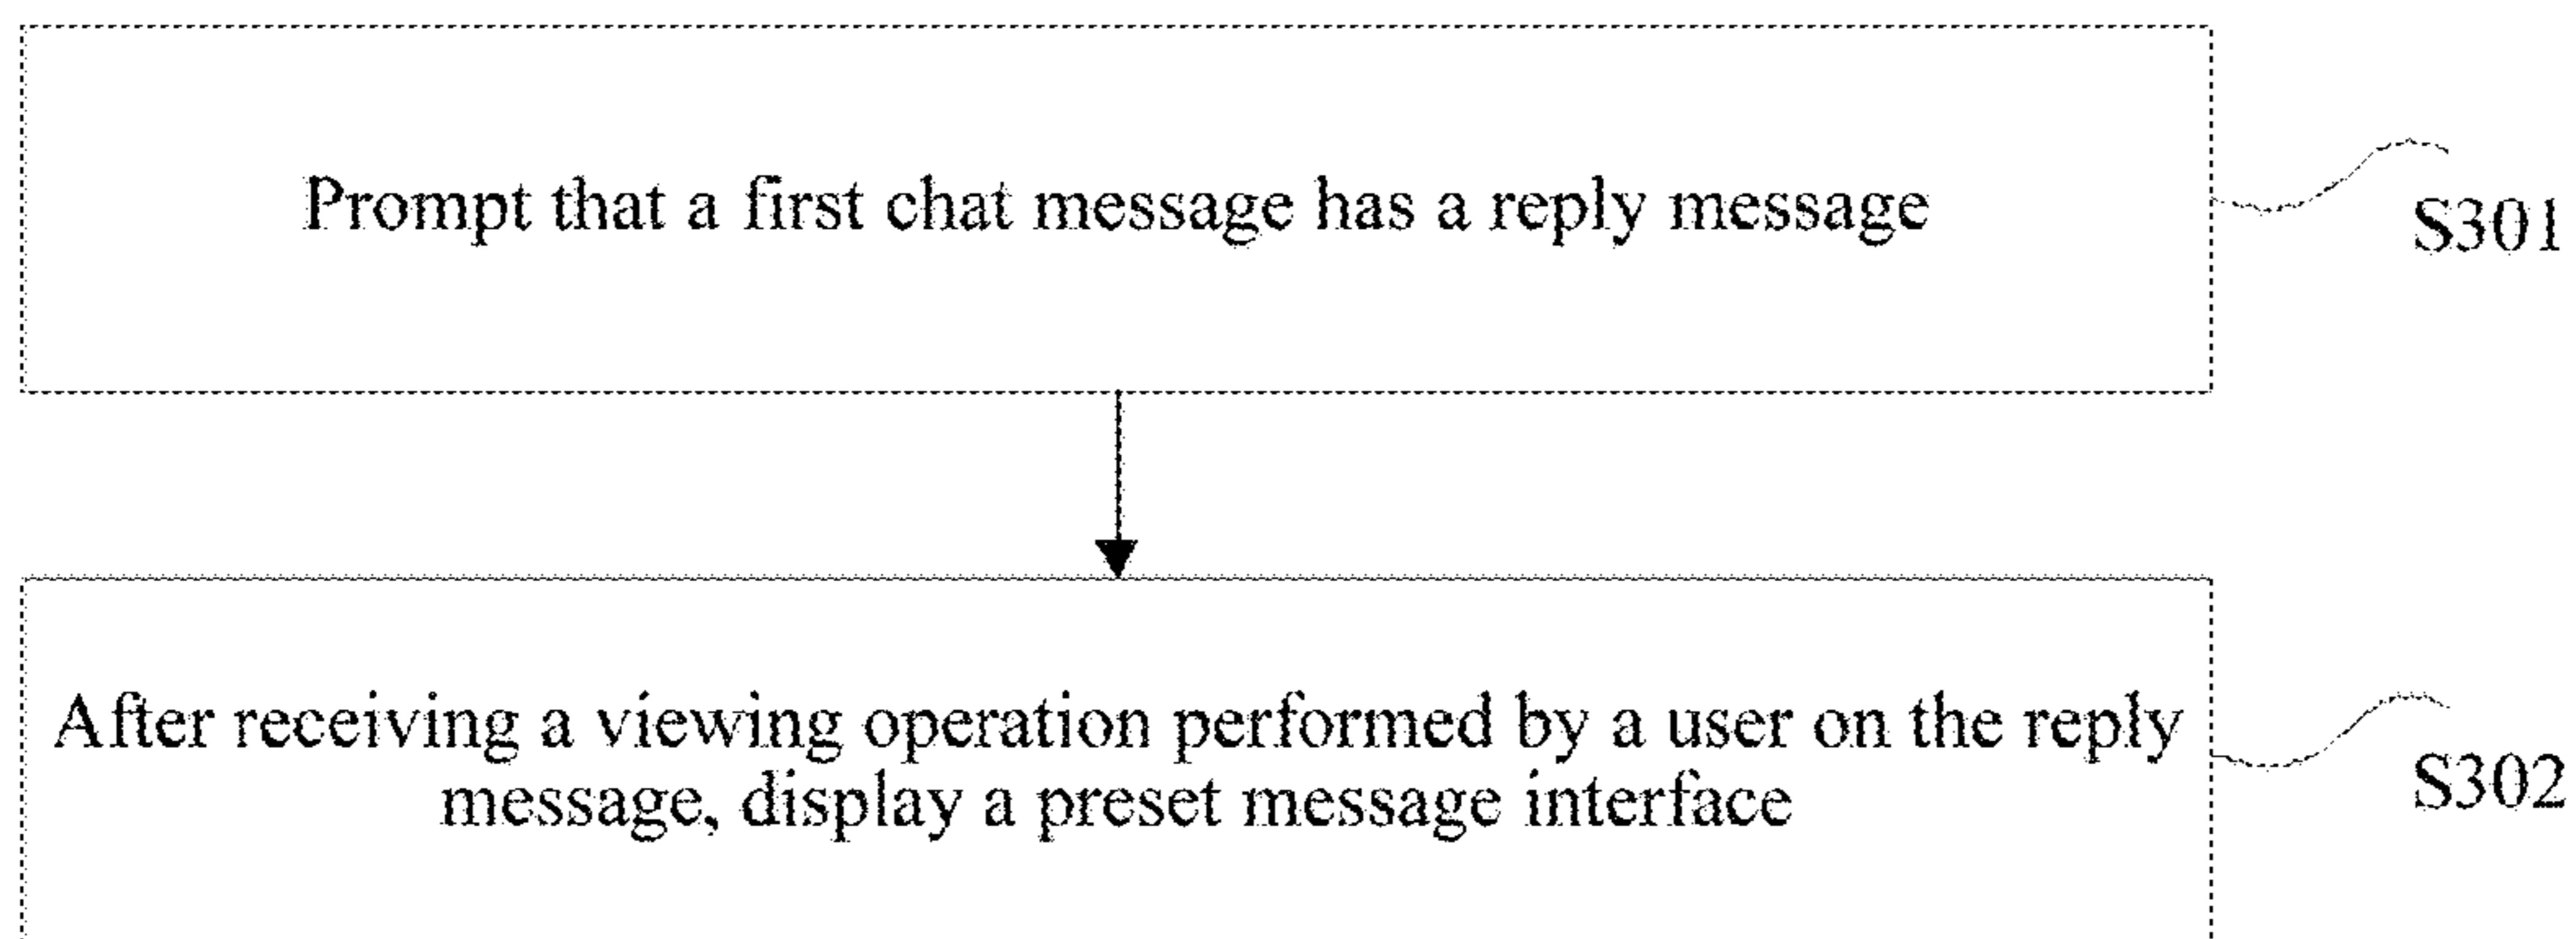 Prompt that a first chat message has a reply message
S301
After receiving a viewing operation performed by a user on the reply
message, display a preset message interface
S302